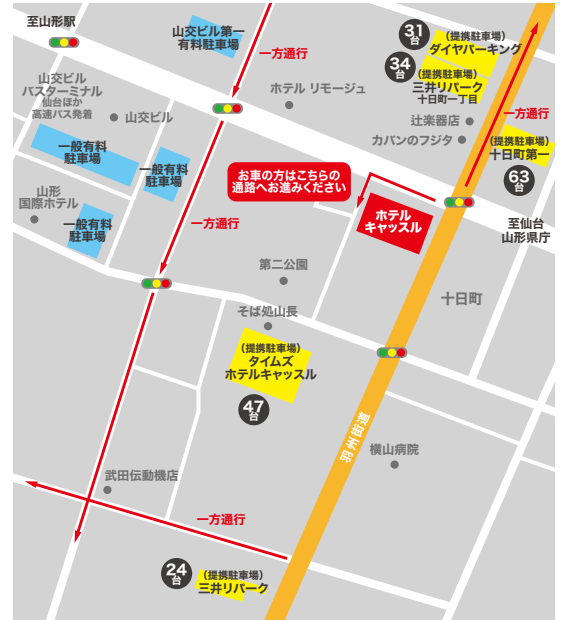 至山形駅
山交ビル第一
有料駐車場
一方通行
31台
(提携駐車場)
ダイヤパーキング
34台
(提携駐車場)
三井リパーク
十日町一丁目
山交ビル
バスターミナル
仙台ほか
高速バス発着
山交ビル
ホテル リモージュ
辻楽器店
カバンのフジタ
一方通行
(提携駐車場)
十日町第一
63台
一般有料
駐車場
一般有料
駐車場
お車の方はこちらの
通路へお進みください
山形
国際ホテル
一般有料
駐車場
一方通行
ホテル
キャッスル
至仙台
山形県庁
第二公園
十日町
そば処山長
(提携駐車場)
タイムズ
ホテルキャッスル
47台
羽州街道
横山病院
武田伝動機店
一方通行
24台
(提携駐車場)
三井リパーク